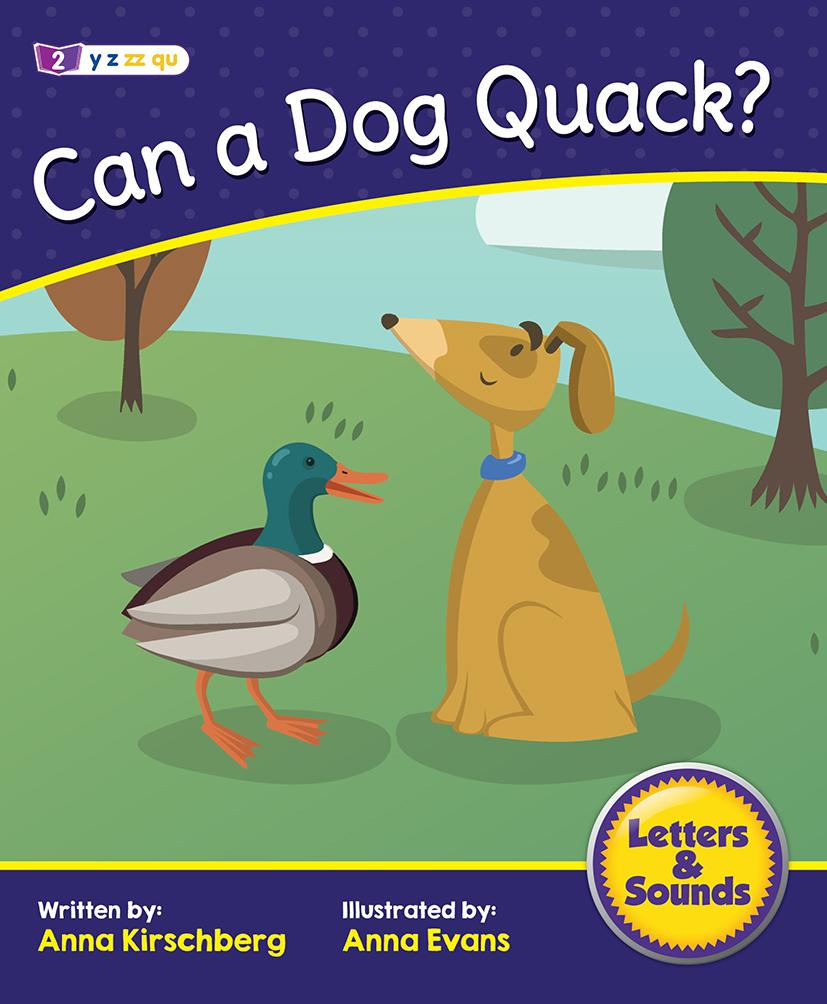 2 y z zz qu
Can a Dog Quack?
Letters
&
Sounds
Written by:
Anna Kirschberg
Illustrated by:
Anna Evans